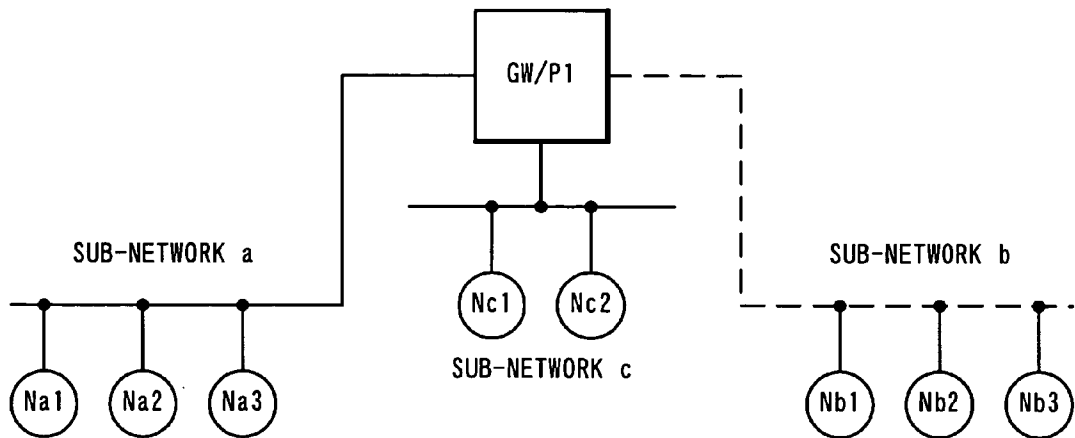 GW/P1
SUB-NETWORK a
SUB-NETWORK b
Nc1
Nc2
SUB-NETWORK c
Na1
Na2
Na3
Nb1
Nb2
Nb3